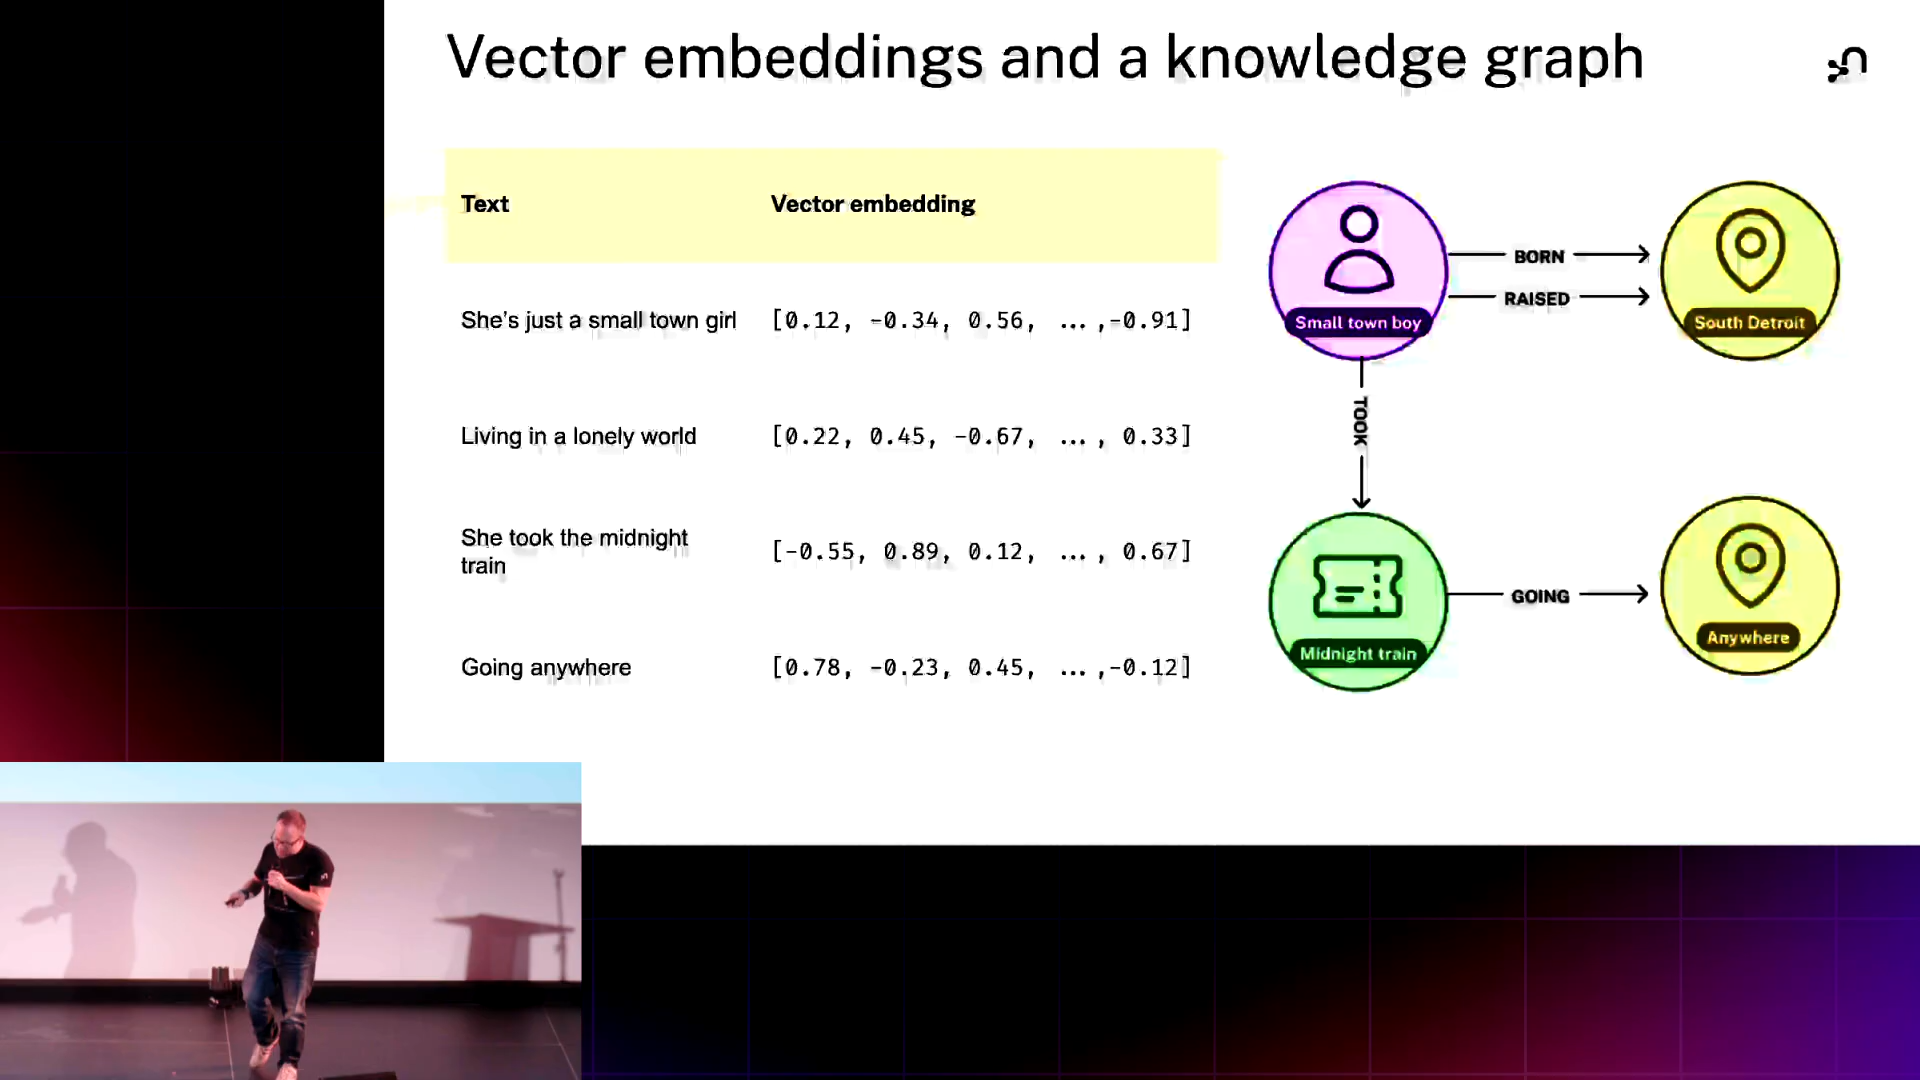 Vector embeddings and a knowledge graph
Text Vector embedding
She's just a small town girl [0.12, -0.34, 0.56, ... ,-0.91]
Living in a lonely world [0.22, 0.45, -0.67, ... , 0.33]
She took the midnight
train [-0.55, 0.89, 0.12, ... , 0.67]
Going anywhere [0.78, -0.23, 0.45, ... ,-0.12]
BORN
RAISED
Small town boy
South Detroit
TOOK
GOING
Midnight train
Anywhere